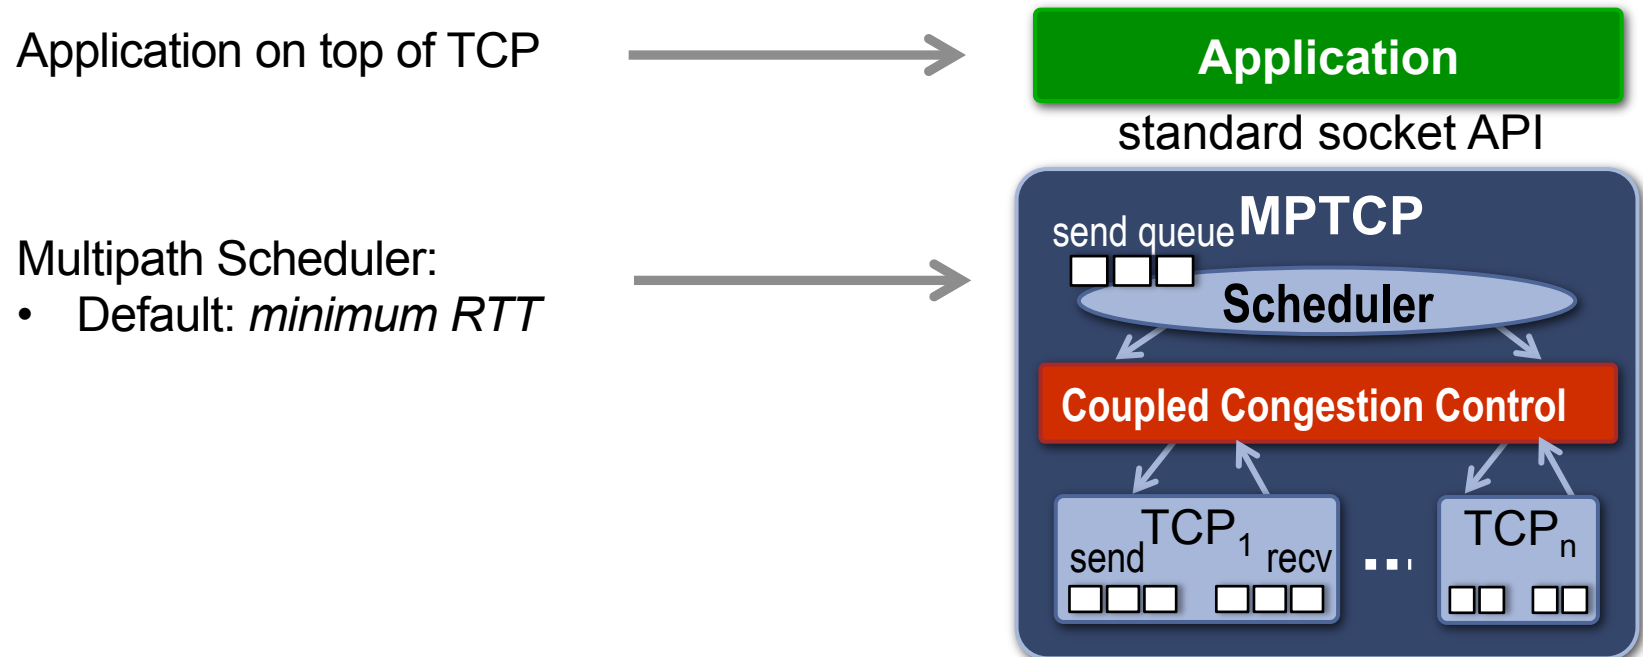 Application on top of TCP
Application
standard socket API
Multipath Scheduler:
• Default: minimum RTT
MPTCP
send queue
Scheduler
Coupled Congestion Control
TCP1
send recv
...
TCPn